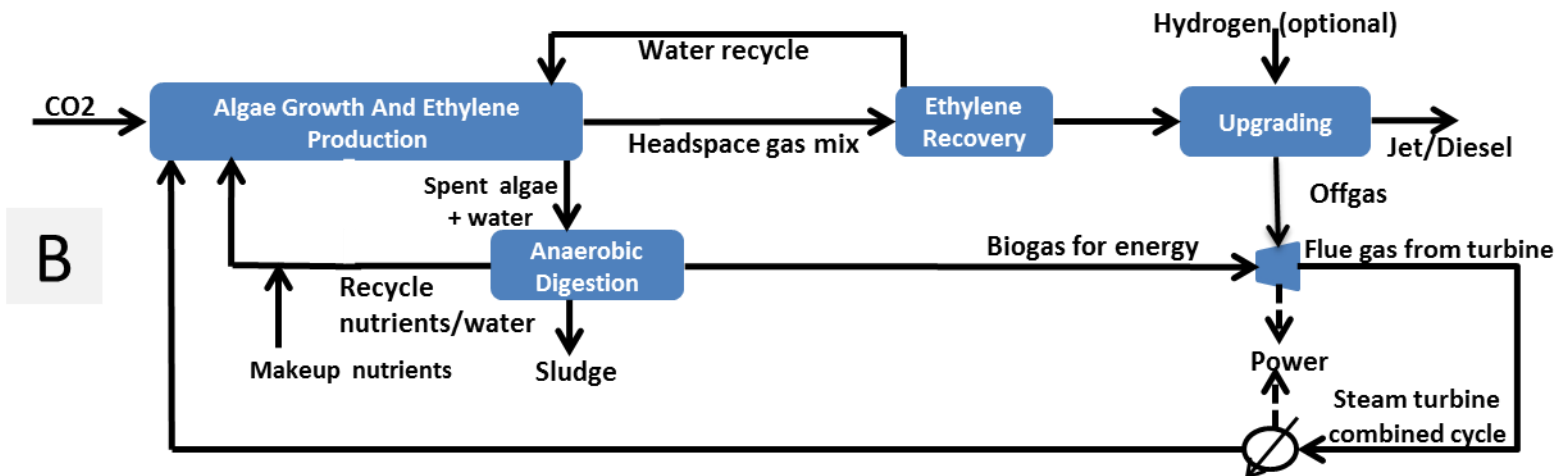 Hydrogen (optional)
Water recycle
CO2
Algae Growth And Ethylene
Production
Ethylene
Recovery
Upgrading
Headspace gas mix
Jet/Diesel
Spent algae
+ water
Offgas
B
Anaerobic
Digestion
Biogas for energy
Flue gas from turbine
Recycle
nutrients/water
Makeup nutrients
Sludge
Power
Steam turbine
combined cycle